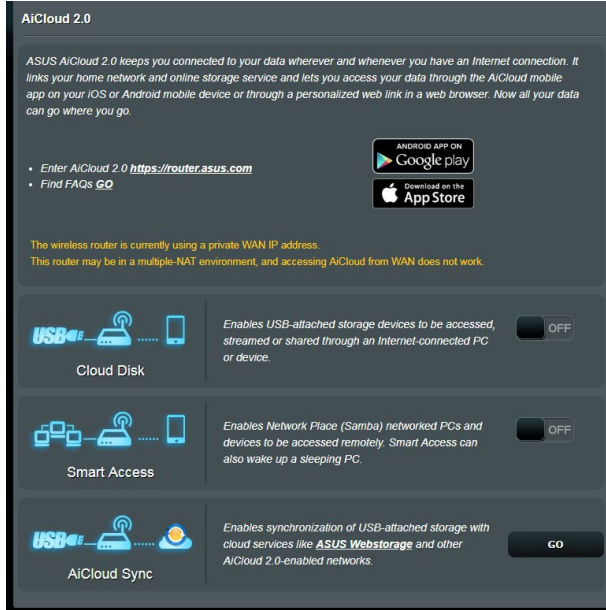 AiCloud 2.0
ASUS AiCloud 2.0 keeps you connected to your data wherever and whenever you have an Internet connection. It
links your home network and online storage service and lets you access your data through the AiCloud mobile
app on your iOS or Android mobile device or through a personalized web link in a web browser. Now all your data
can go where you go.
ANDROID APP ON
Google play
• Enter AiCloud 2.0 https://router.asus.com
• Find FAQs GO
Download on the
App Store
The wireless router is currently using a private WAN IP address.
This router may be in a multiple-NAT environment, and accessing AiCloud from WAN does not work.
USB
Cloud Disk
Enables USB-attached storage devices to be accessed,
streamed or shared through an Internet-connected PC
or device.
OFF
Smart Access
Enables Network Place (Samba) networked PCs and
devices to be accessed remotely. Smart Access can
also wake up a sleeping PC.
OFF
USB
AiCloud Sync
Enables synchronization of USB-attached storage with
cloud services like ASUS Webstorage and other
AiCloud 2.0-enabled networks.
GO